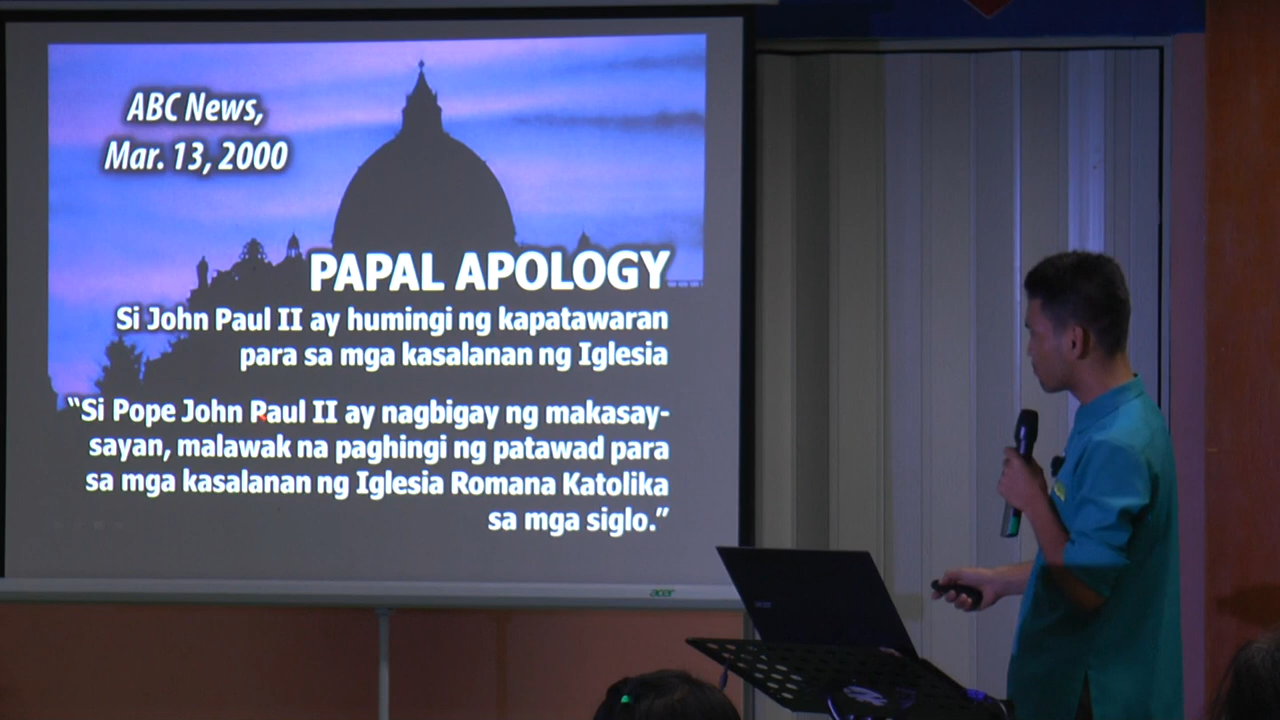 ABC News,
Mar. 13, 2000
PAPAL APOLOGY
Si John Paul II ay humingi ng kapatawaran
para sa mga kasalanan ng Iglesia
“Si Pope John Paul II ay nagbigay ng makasay-
sayan, malawak na paghingi ng patawad para
sa mga kasalanan ng Iglesia Romana Katolika
sa mga siglo.”
acer